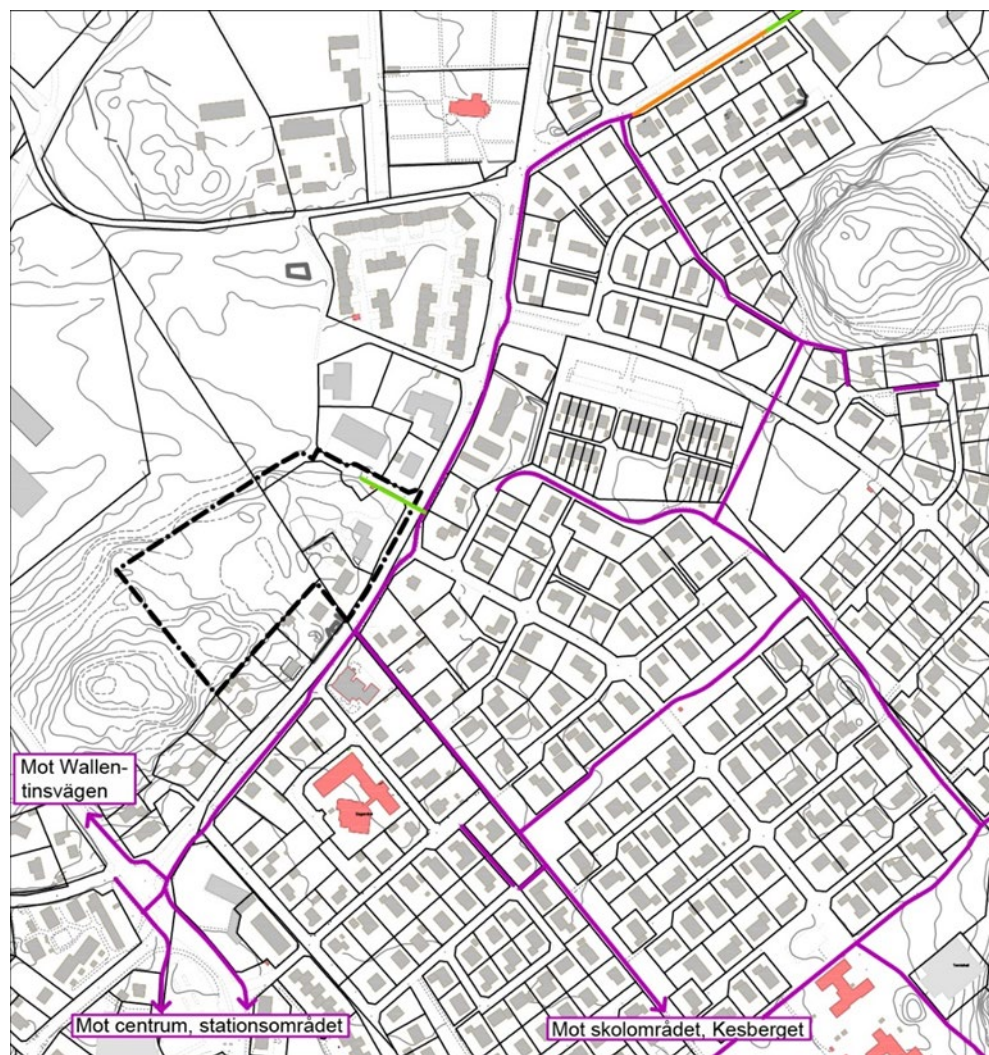 Mot Wallen-
tinsvägen
Mot centrum, stationsområdet
Mot skolområdet, Kesberget